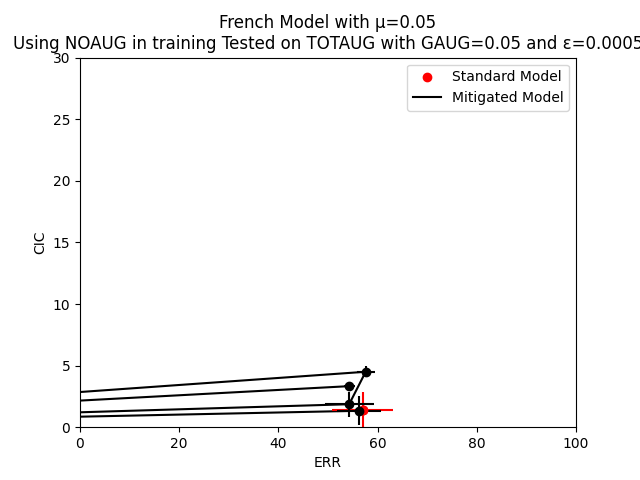 French Model with μ=0.05
Using NOAUG in training Tested on TOTAUG with GAUG=0.05 and ε=0.0005
Standard Model
Mitigated Model
30
25
20
15
10
5
0
CIC
0 20 40 60 80 100
ERR